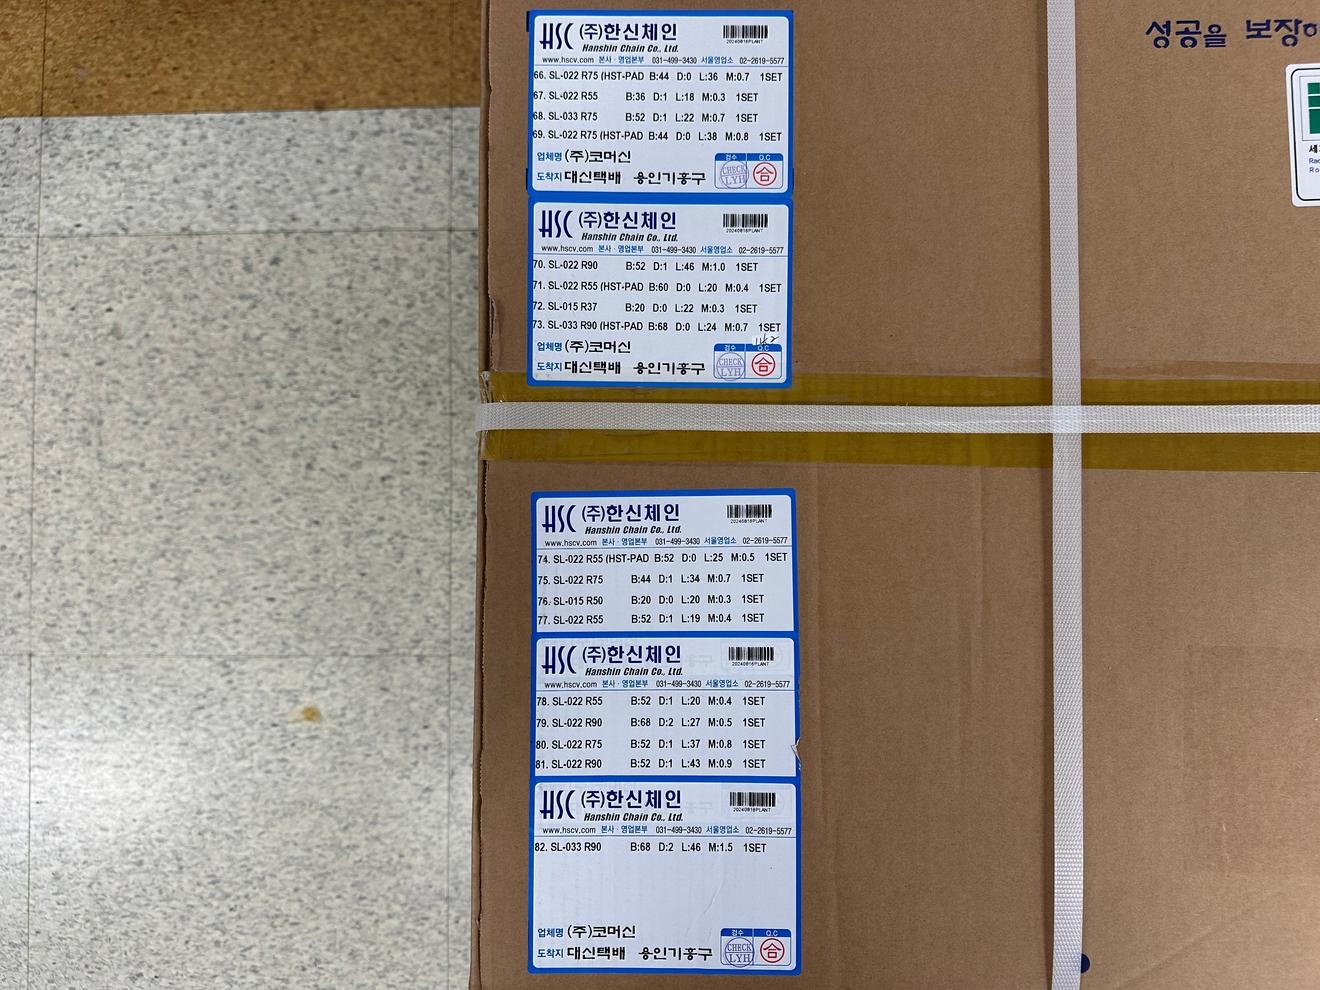 성공을 보장하
HSC (주)한신체인
20240816PLANT
Hanshin Chain Co., Ltd.
www.hscv.com 본사·영업본부 031-499-3430 서울영업소 02-2619-5577
66. SL-022 R75 (HST-PAD B:44 D:0 L:36 M:0.7 1SET
67. SL-022 R55 B:36 D:1 L:18 M:0.3 1SET
68. SL-033 R75 B:52 D:1 L:22 M:0.7 1SET
69. SL-022 R75 (HST-PAD B:44 D:0 L:38 M:0.8 1SET
업체명 (주)코머신
검수 Q.C
도착지 대신택배 용인기흥구
CHECK
LYH
合
HSC (주)한신체인
20240816PLANT
Hanshin Chain Co., Ltd.
www.hscv.com 본사·영업본부 031-499-3430 서울영업소 02-2619-5577
70. SL-022 R90 B:52 D:1 L:46 M:1.0 1SET
71. SL-022 R55 (HST-PAD B:60 D:0 L:20 M:0.4 1SET
72. SL-015 R37 B:20 D:0 L:22 M:0.3 1SET
73. SL-033 R90 (HST-PAD B:68 D:0 L:24 M:0.7 1SET
업체명 (주)코머신
검수 Q.C
도착지 대신택배 용인기흥구
CHECK
LYH
合
HSC (주)한신체인
20240816PLANT
Hanshin Chain Co., Ltd.
www.hscv.com 본사·영업본부 031-499-3430 서울영업소 02-2619-5577
74. SL-022 R55 (HST-PAD B:52 D:0 L:25 M:0.5 1SET
75. SL-022 R75 B:44 D:1 L:34 M:0.7 1SET
76. SL-015 R50 B:20 D:0 L:20 M:0.3 1SET
77. SL-022 R55 B:52 D:1 L:19 M:0.4 1SET
HSC (주)한신체인
20240816PLANT
Hanshin Chain Co., Ltd.
www.hscv.com 본사·영업본부 031-499-3430 서울영업소 02-2619-5577
78. SL-022 R55 B:52 D:1 L:20 M:0.4 1SET
79. SL-022 R90 B:68 D:2 L:27 M:0.5 1SET
80. SL-022 R75 B:52 D:1 L:37 M:0.8 1SET
81. SL-022 R90 B:52 D:1 L:43 M:0.9 1SET
HSC (주)한신체인
20240816PLANT
Hanshin Chain Co., Ltd.
www.hscv.com 본사·영업본부 031-499-3430 서울영업소 02-2619-5577
82. SL-033 R90 B:68 D:2 L:46 M:1.5 1SET
업체명 (주)코머신
검수 Q.C
도착지 대신택배 용인기흥구
CHECK
LYH
合